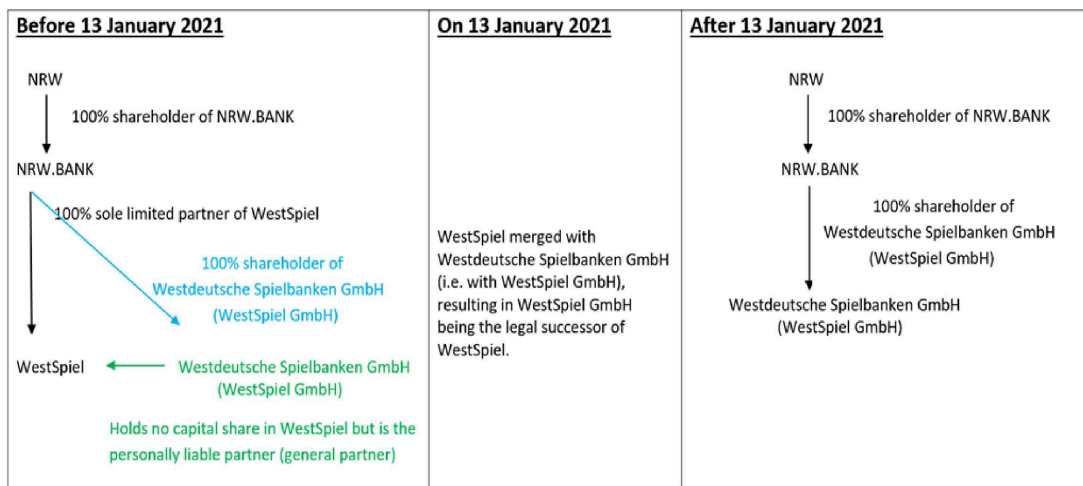 Before 13 January 2021
NRW
100% shareholder of NRW.BANK
NRW.BANK
100% sole limited partner of WestSpiel
100% shareholder of
Westdeutsche Spielbanken GmbH
(WestSpiel GmbH)
WestSpiel
Westdeutsche Spielbanken GmbH
(WestSpiel GmbH)
Holds no capital share in WestSpiel but is the
personally liable partner (general partner)
On 13 January 2021
WestSpiel merged with
Westdeutsche Spielbanken GmbH
(i.e. with WestSpiel GmbH),
resulting in WestSpiel GmbH
being the legal successor of
WestSpiel.
After 13 January 2021
NRW
100% shareholder of NRW.BANK
NRW.BANK
100% shareholder of
Westdeutsche Spielbanken GmbH
(WestSpiel GmbH)
Westdeutsche Spielbanken GmbH
(WestSpiel GmbH)